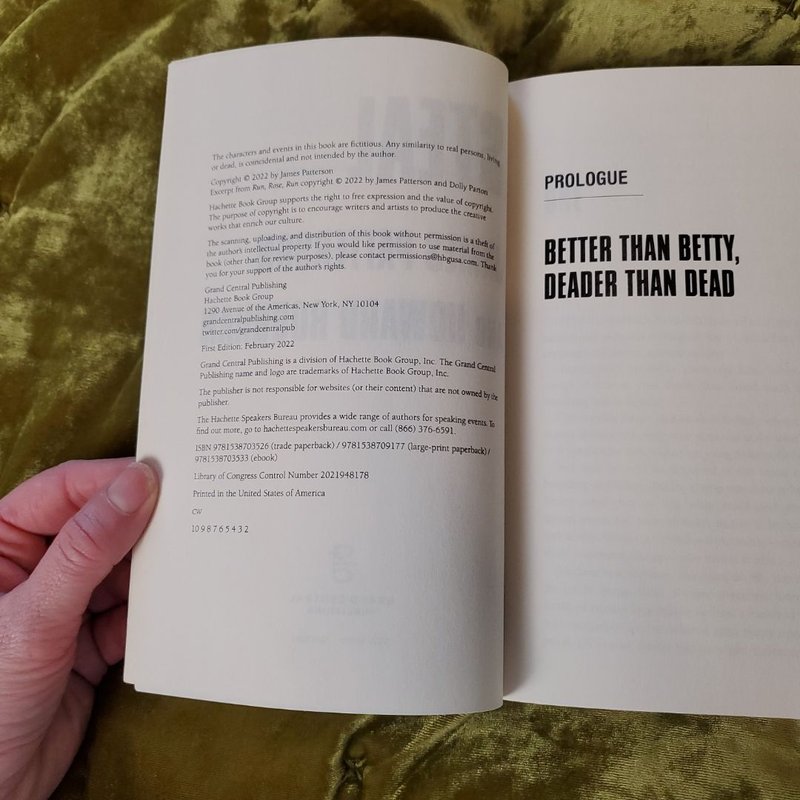 The characters and events in this book are fictitious. Any similarity to real persons, living
or dead, is coincidental and not intended by the author.
Copyright © 2022 by James Patterson
Excerpt from Run, Rose, Run copyright © 2022 by James Patterson and Dolly Parton
Hachette Book Group supports the right to free expression and the value of copyright.
The purpose of copyright is to encourage writers and artists to produce the creative
works that enrich our culture.
The scanning, uploading, and distribution of this book without permission is a theft of
the author's intellectual property. If you would like permission to use material from the
book (other than for review purposes), please contact permissions@hbgusa.com. Thank
you for your support of the author's rights.
Grand Central Publishing
Hachette Book Group
1290 Avenue of the Americas, New York, NY 10104
grandcentralpublishing.com
twitter.com/grandcentralpub
First Edition: February 2022
Grand Central Publishing is a division of Hachette Book Group, Inc. The Grand Central
Publishing name and logo are trademarks of Hachette Book Group, Inc.
The publisher is not responsible for websites (or their content) that are not owned by the
publisher.
The Hachette Speakers Bureau provides a wide range of authors for speaking events. To
find out more, go to hachettespeakersbureau.com or call (866) 376-6591.
ISBN 9781538703526 (trade paperback) / 9781538709177 (large-print paperback) /
9781538703533 (ebook)
Library of Congress Control Number 2021948178
Printed in the United States of America
CW
10 9 8 7 6 5 4 3 2
PROLOGUE
BETTER THAN BETTY,
DEADER THAN DEAD